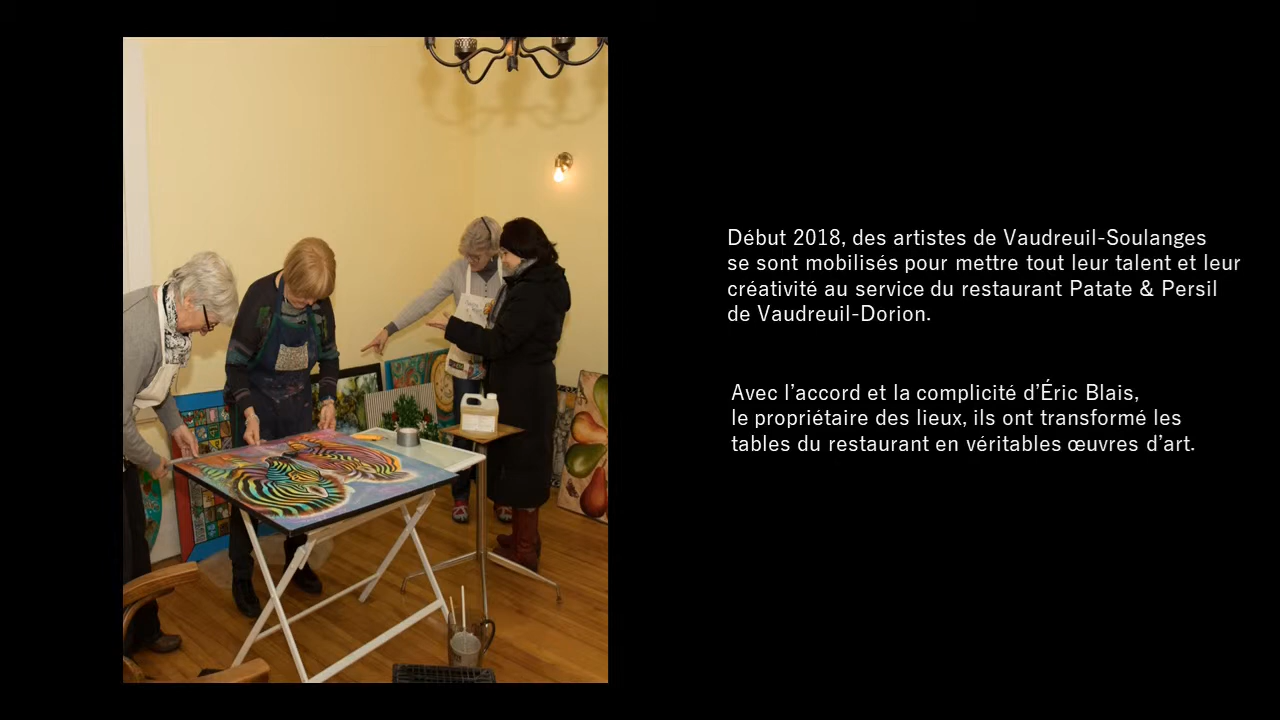 Début 2018, des artistes de Vaudreuil-Soulanges
se sont mobilisés pour mettre tout leur talent et leur
créativité au service du restaurant Patate & Persil
de Vaudreuil-Dorion.
Avec l’accord et la complicité d’Éric Blais,
le propriétaire des lieux, ils ont transformé les
tables du restaurant en véritables œuvres d’art.